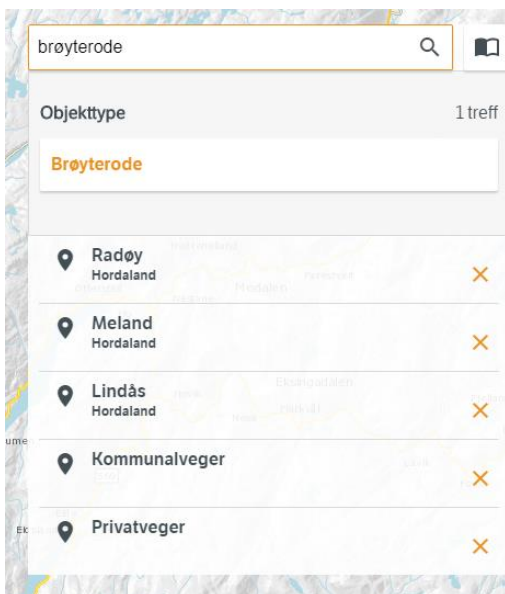 brøyterode
Objekttype 1 treff
Brøyterode
Radøy
Hordaland
Meland
Hordaland
Lindås
Hordaland
Kommunalveger
Privatveger